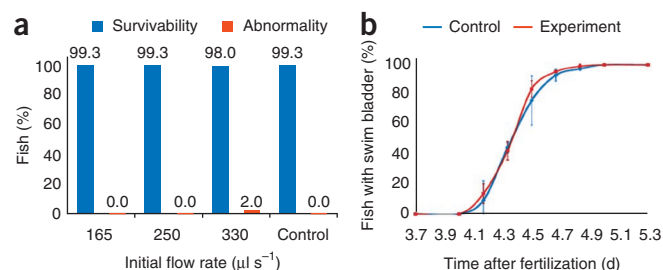 a
Survivability Abnormality
99.3 99.3 98.0 99.3
100
80
60
40
20
0
0.0 0.0 2.0 0.0
165 250 330 Control
Fish (%)
Initial flow rate (μl s⁻¹)
b
Control Experiment
Fish with swim bladder (%)
100
80
60
40
20
0
3.7 3.9 4.1 4.3 4.5 4.7 4.9 5.1 5.3
Time after fertilization (d)